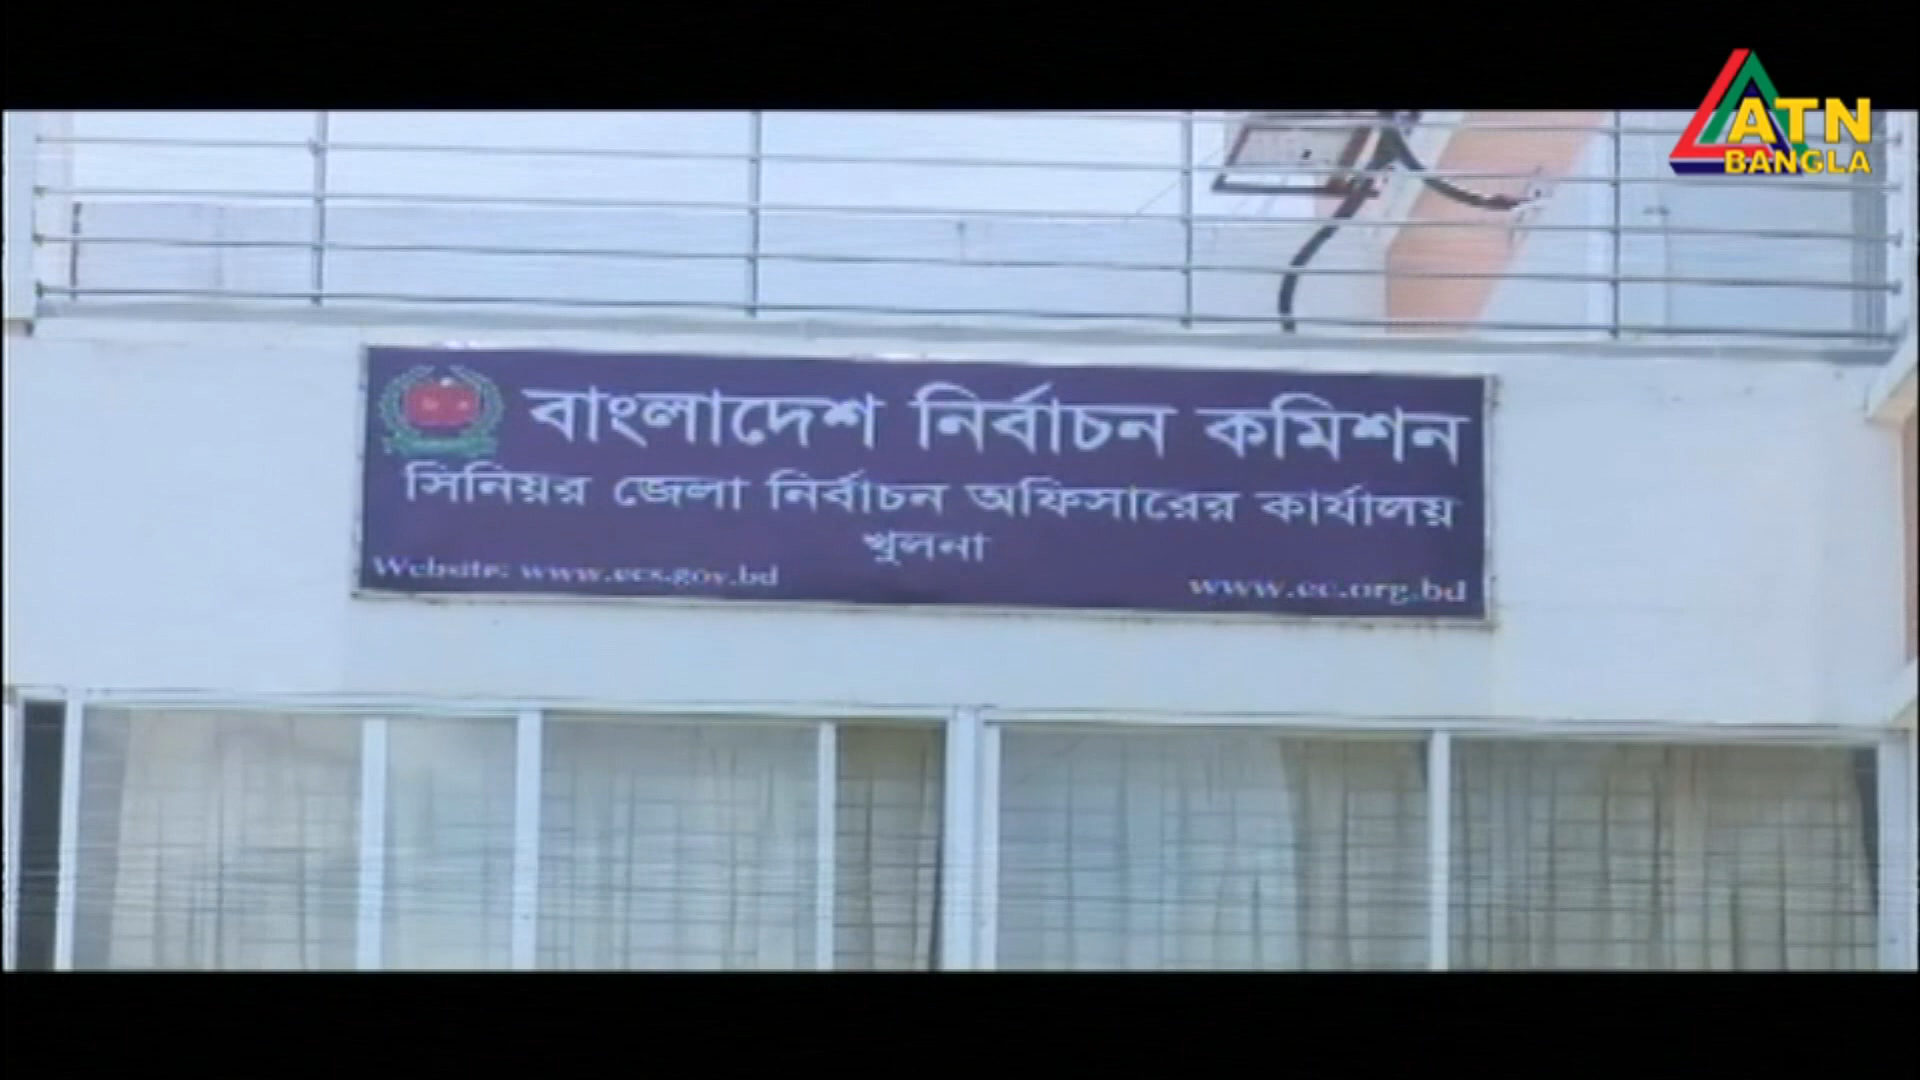 ATN
BANGLA
বাংলাদেশ নির্বাচন কমিশন
সিনিয়র জেলা নির্বাচন অফিসারের কার্যালয়
খুলনা
Website: www.ecs.gov.bd www.ec.org.bd